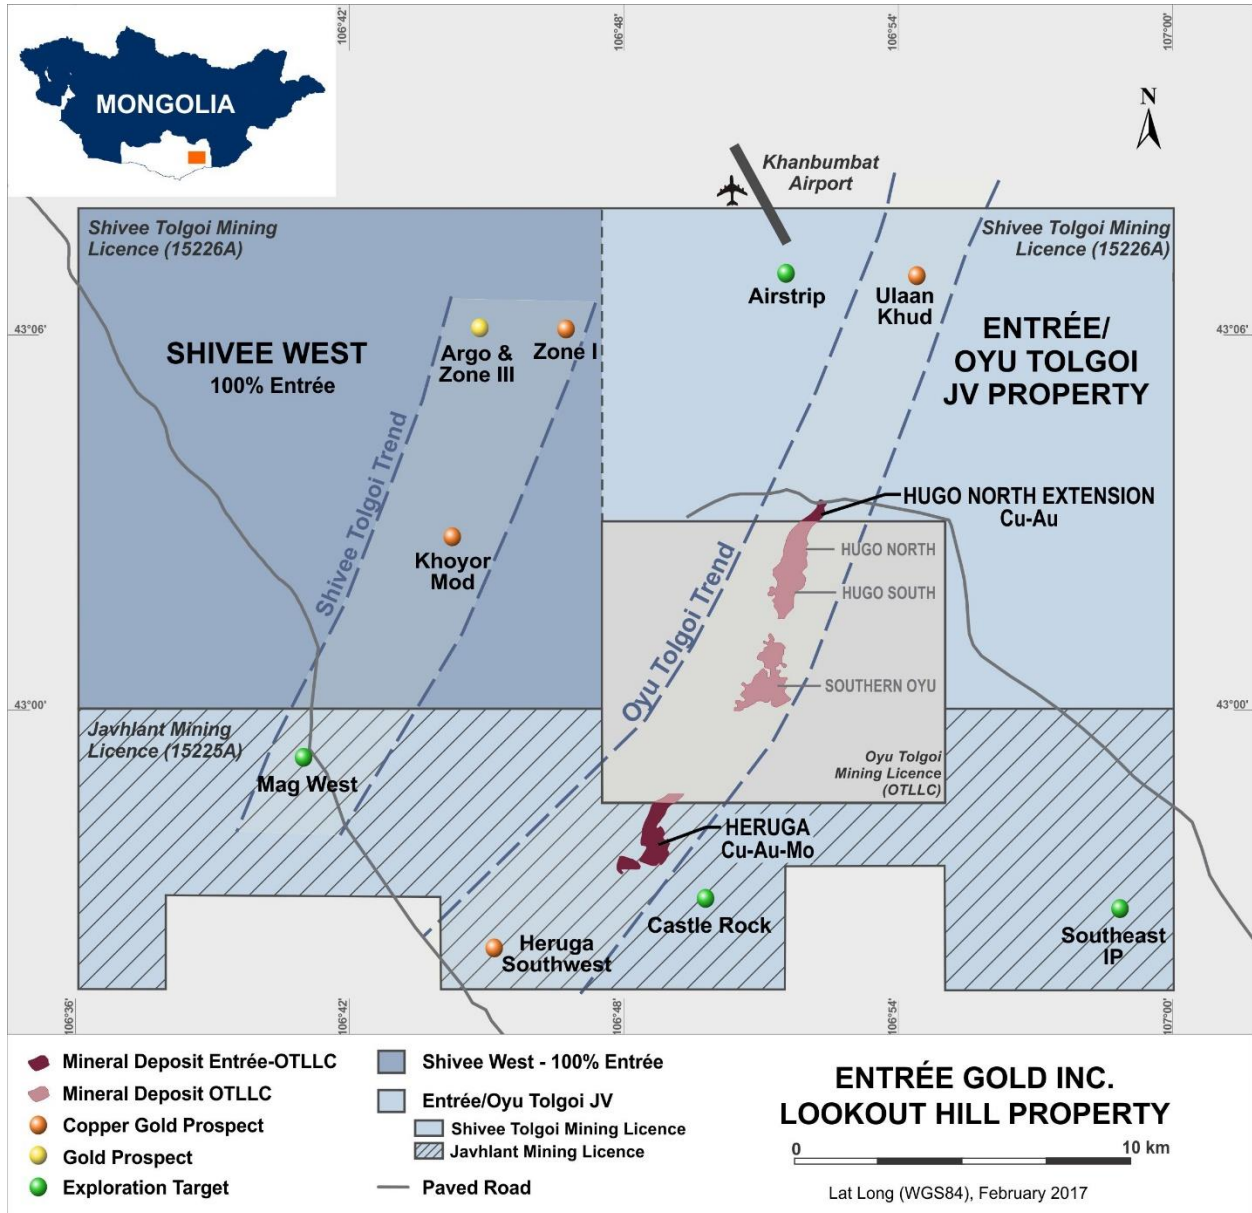 106°42'
106°48'
106°54'
107°00'
MONGOLIA
N
Khanbumbat
Airport
Shivee Tolgoi Mining
Licence (15226A)
Shivee Tolgoi Mining
Licence (15226A)
Airstrip
Ulaan
Khud
43°06'
43°06'
SHIVEE WEST
100% Entrée
Argo &
Zone III
Zone I
ENTRÉE/
OYU TOLGOI
JV PROPERTY
Shivee Tolgoi Trend
HUGO NORTH EXTENSION
Cu-Au
Khoyor
Mod
HUGO NORTH
HUGO SOUTH
Oyu Tolgoi Trend
SOUTHERN OYU
43°00'
43°00'
Javhlant Mining
Licence (15225A)
Oyu Tolgoi
Mining Licence
(OTLLC)
Mag West
HERUGA
Cu-Au-Mo
Castle Rock
Heruga
Southwest
Southeast
IP
106°36'
106°42'
106°48'
106°54'
107°00'
Mineral Deposit Entrée-OTLLC
Mineral Deposit OTLLC
Copper Gold Prospect
Gold Prospect
Exploration Target
Shivee West - 100% Entrée
Entrée/Oyu Tolgoi JV
Shivee Tolgoi Mining Licence
Javhlant Mining Licence
Paved Road
ENTRÉE GOLD INC.
LOOKOUT HILL PROPERTY
0 10 km
Lat Long (WGS84), February 2017